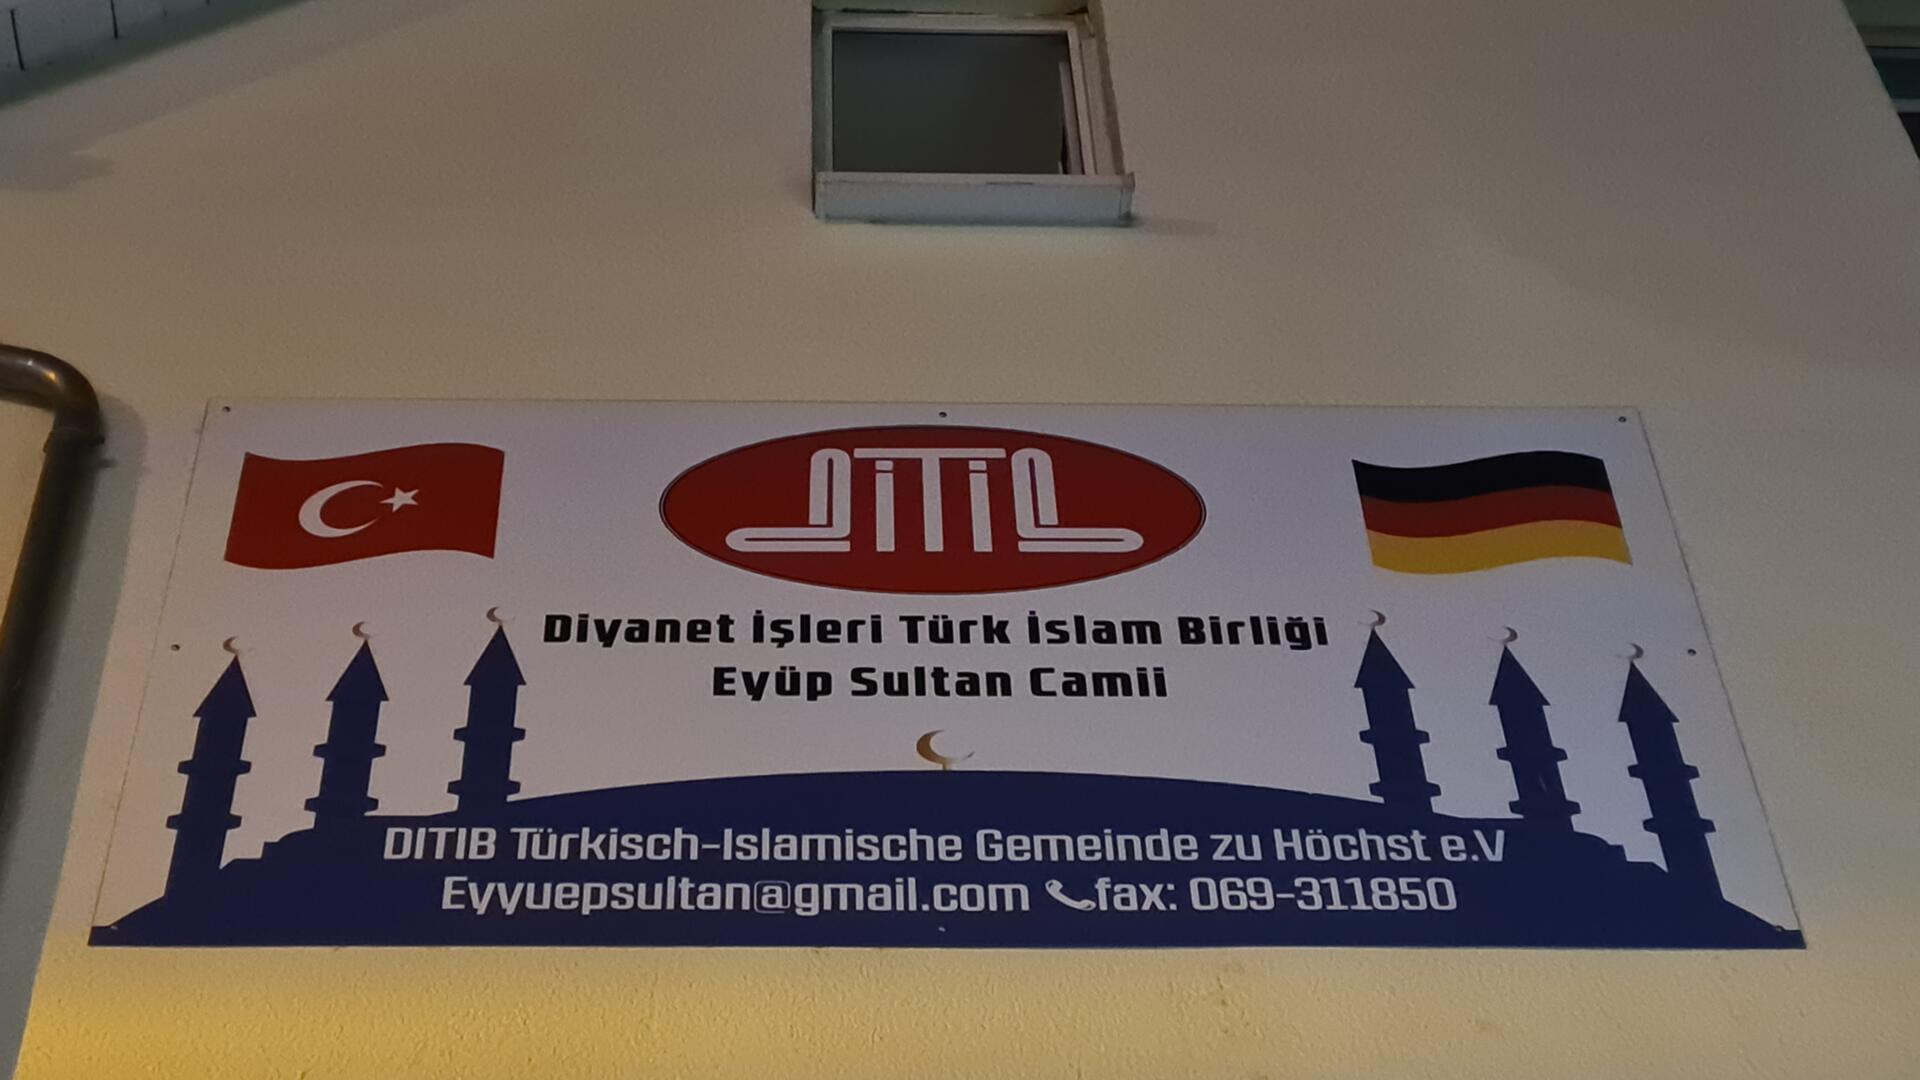 DITIB
Diyanet İşleri Türk İslam Birliği
Eyüp Sultan Camii
DITIB Türkisch-Islamische Gemeinde zu Höchst e.V
Eyyuepsultan@gmail.com fax: 069-311850